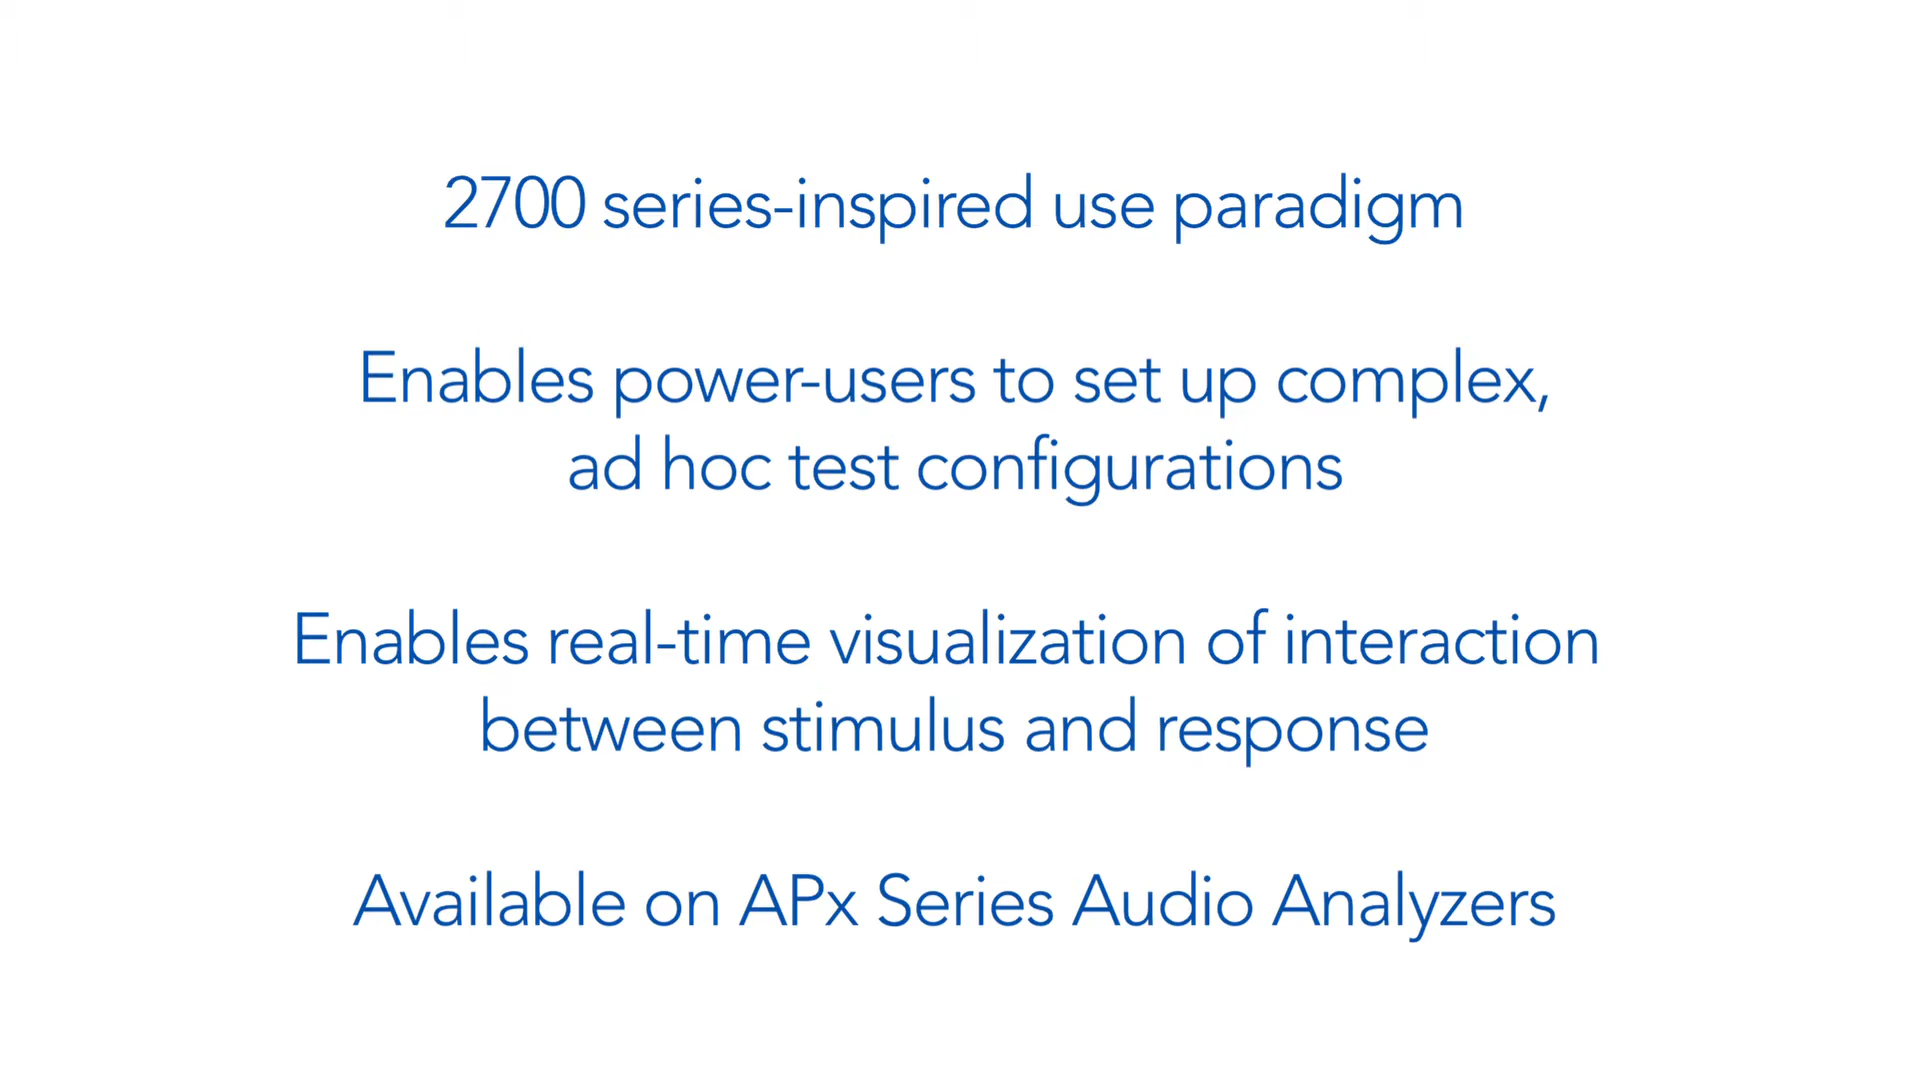 2700 series-inspired use paradigm
Enables power-users to set up complex,
ad hoc test configurations
Enables real-time visualization of interaction
between stimulus and response
Available on APx Series Audio Analyzers